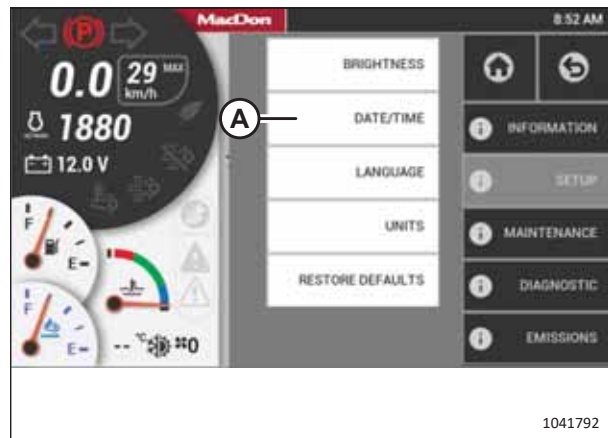 MacDon
8:52 AM
P
0.0
29 MAX
km/h
1880
12.0 V
F
E
F
E
-- °C
0
A
BRIGHTNESS
DATE/TIME
LANGUAGE
UNITS
RESTORE DEFAULTS
INFORMATION
SETUP
MAINTENANCE
DIAGNOSTIC
EMISSIONS
1041792